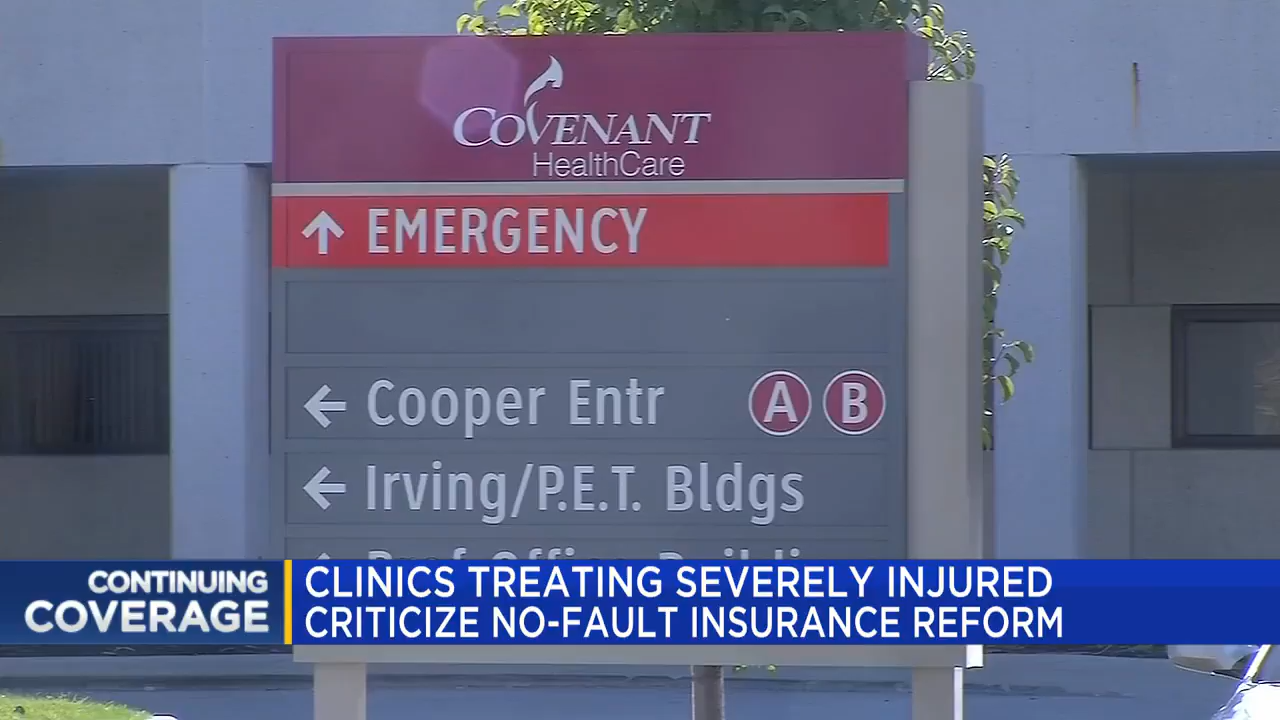 COVENANT
HealthCare
EMERGENCY
Cooper Entr A B
Irving/P.E.T. Bldgs
CONTINUING
COVERAGE
CLINICS TREATING SEVERELY INJURED
CRITICIZE NO-FAULT INSURANCE REFORM